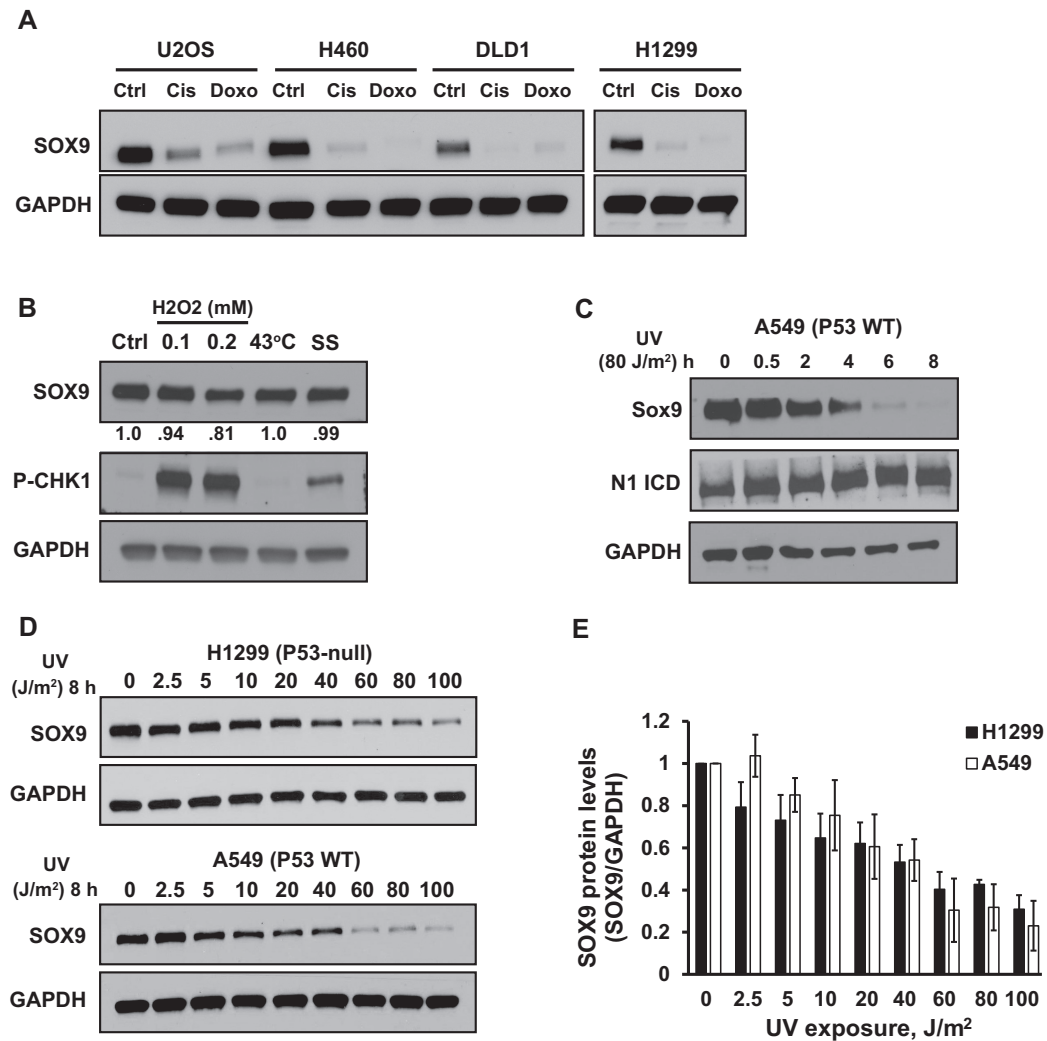 A
U2OS H460 DLD1 H1299
Ctrl Cis Doxo Ctrl Cis Doxo Ctrl Cis Doxo Ctrl Cis Doxo
SOX9
GAPDH
B
H2O2 (mM)
Ctrl 0.1 0.2 43°C SS
SOX9
1.0 .94 .81 1.0 .99
P-CHK1
GAPDH
C
A549 (P53 WT)
UV
(80 J/m²) h 0 0.5 2 4 6 8
Sox9
N1 ICD
GAPDH
D
H1299 (P53-null)
UV
(J/m²) 8 h 0 2.5 5 10 20 40 60 80 100
SOX9
GAPDH
A549 (P53 WT)
UV
(J/m²) 8 h 0 2.5 5 10 20 40 60 80 100
SOX9
GAPDH
E
SOX9 protein levels
(SOX9/GAPDH)
1.2
1
0.8
0.6
0.4
0.2
0
H1299
A549
0 2.5 5 10 20 40 60 80 100
UV exposure, J/m²